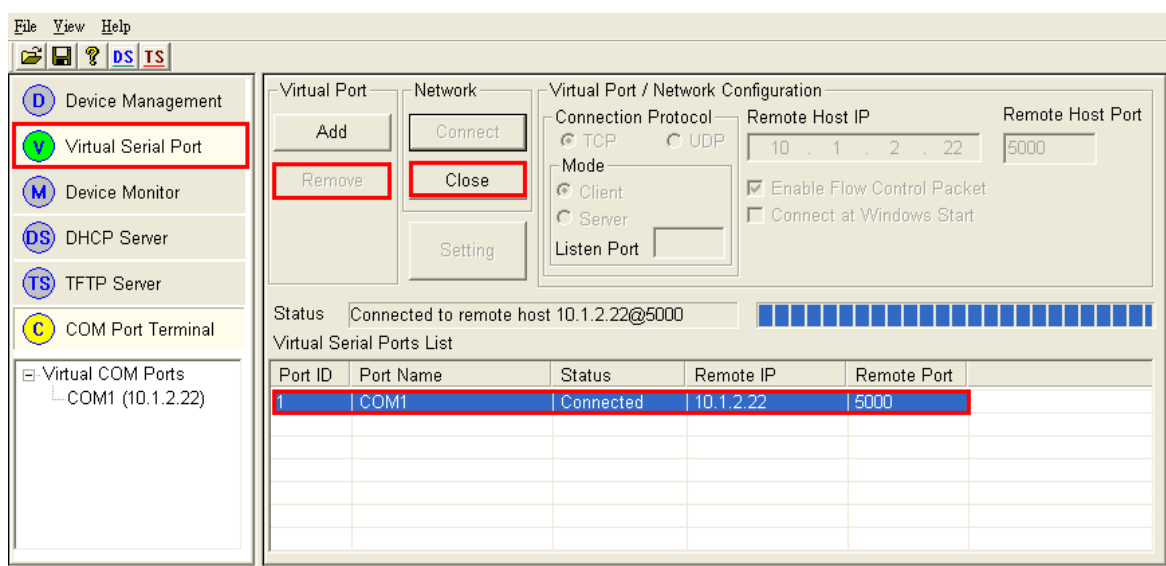 File View Help
DS TS
D Device Management
V Virtual Serial Port
M Device Monitor
DS DHCP Server
TS TFTP Server
C COM Port Terminal
Virtual COM Ports
COM1 (10.1.2.22)
Virtual Port
Add
Remove
Network
Connect
Close
Setting
Virtual Port / Network Configuration
Connection Protocol
TCP UDP
Mode
Client
Server
Listen Port
Remote Host IP
10 . 1 . 2 . 22
Remote Host Port
5000
Enable Flow Control Packet
Connect at Windows Start
Status Connected to remote host 10.1.2.22@5000
Virtual Serial Ports List
Port ID Port Name Status Remote IP Remote Port
1 COM1 Connected 10.1.2.22 5000